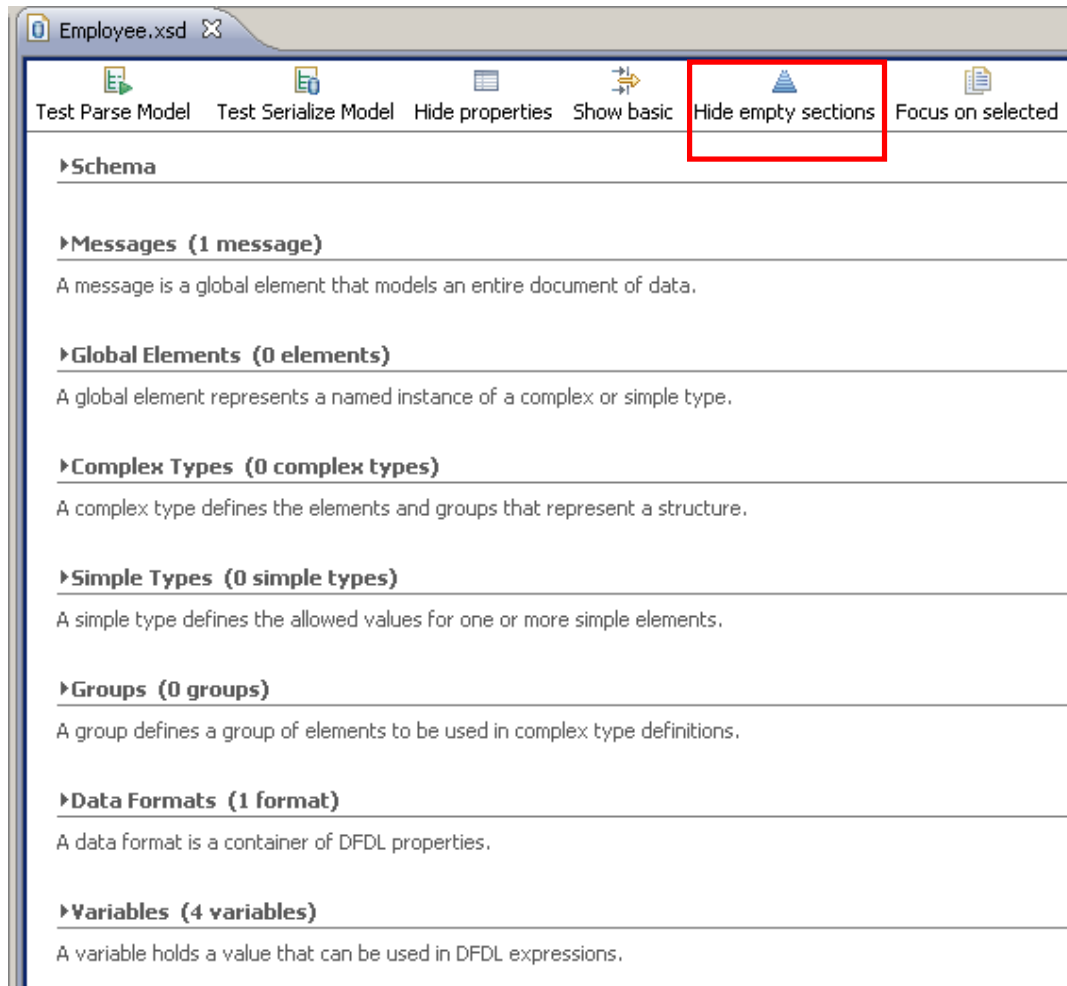 Employee.xsd
Test Parse Model Test Serialize Model Hide properties Show basic Hide empty sections Focus on selected
Schema
Messages (1 message)
A message is a global element that models an entire document of data.
Global Elements (0 elements)
A global element represents a named instance of a complex or simple type.
Complex Types (0 complex types)
A complex type defines the elements and groups that represent a structure.
Simple Types (0 simple types)
A simple type defines the allowed values for one or more simple elements.
Groups (0 groups)
A group defines a group of elements to be used in complex type definitions.
Data Formats (1 format)
A data format is a container of DFDL properties.
Variables (4 variables)
A variable holds a value that can be used in DFDL expressions.